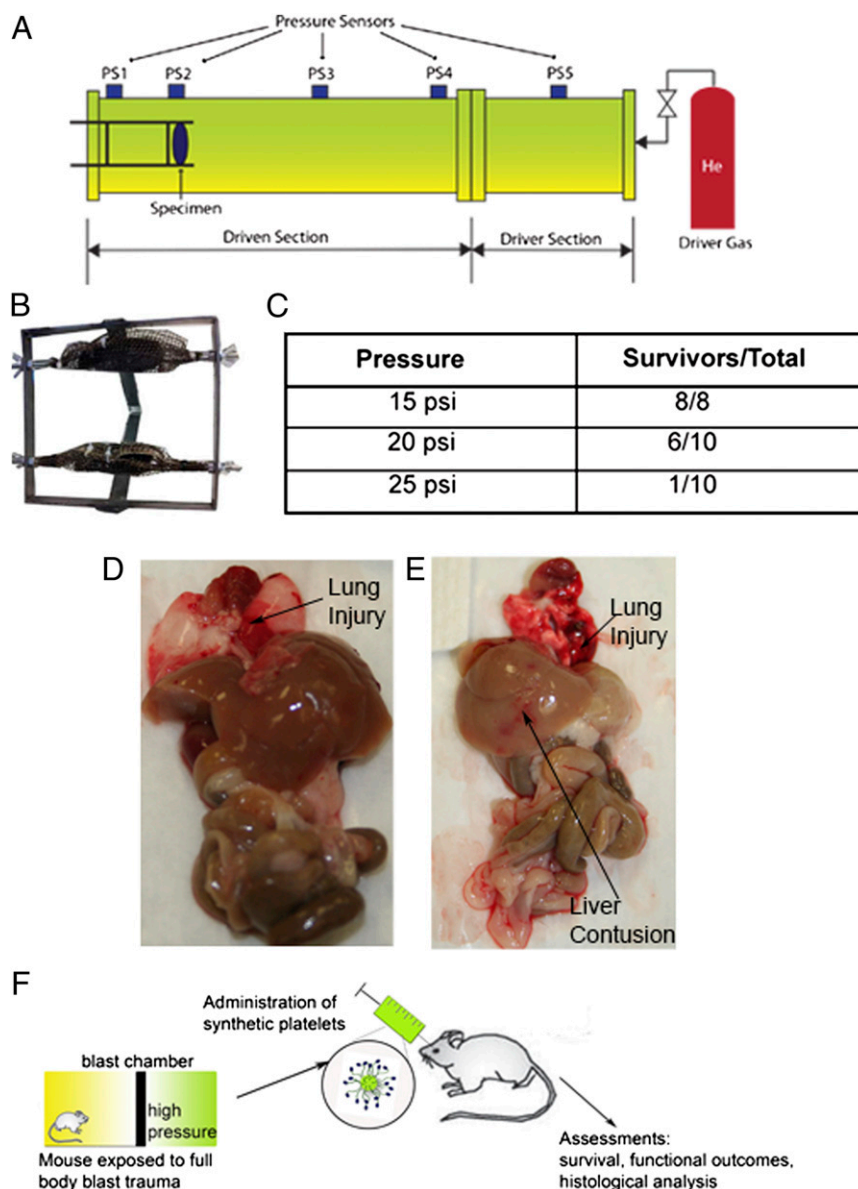 A
Pressure Sensors
PS1 PS2 PS3 PS4 PS5
Specimen
He
Driven Section Driver Section Driver Gas
B
C
Pressure Survivors/Total
15 psi 8/8
20 psi 6/10
25 psi 1/10
D
Lung
Injury
E
Lung
Injury
Liver
Contusion
F
Administration of
synthetic platelets
blast chamber
high
pressure
Mouse exposed to full
body blast trauma
Assessments:
survival, functional outcomes,
histological analysis